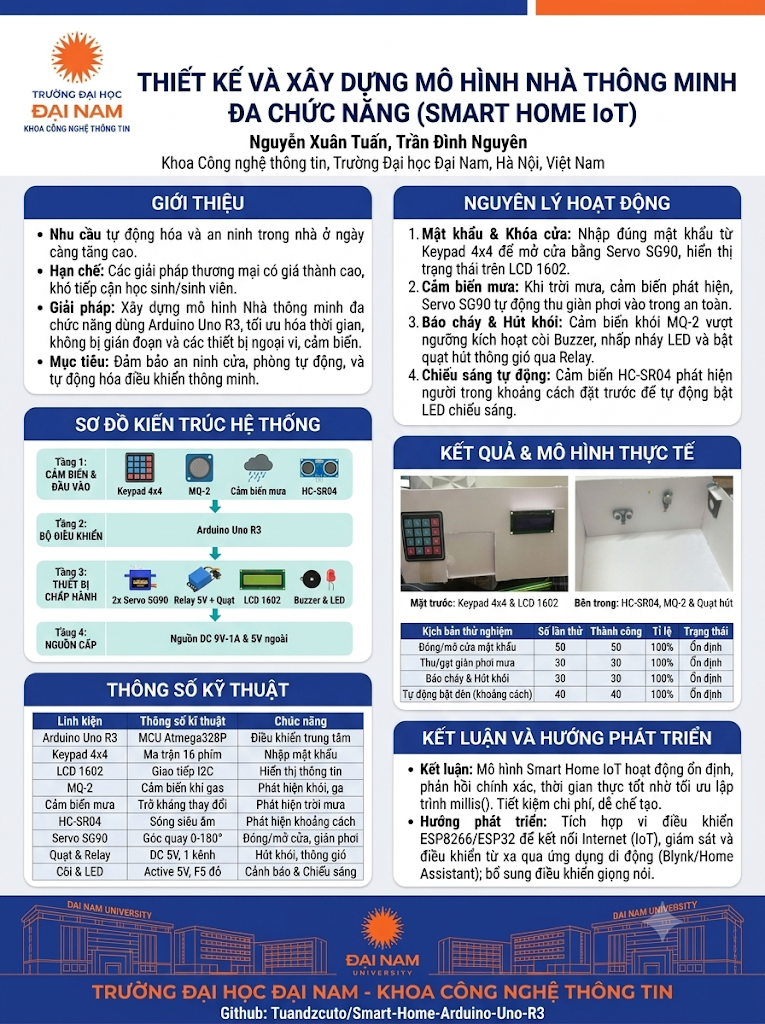 TRƯỜNG ĐẠI HỌC
ĐẠI NAM
KHOA CÔNG NGHỆ THÔNG TIN
THIẾT KẾ VÀ XÂY DỰNG MÔ HÌNH NHÀ THÔNG MINH
ĐA CHỨC NĂNG (SMART HOME IoT)
Nguyễn Xuân Tuấn, Trần Đình Nguyên
Khoa Công nghệ thông tin, Trường Đại học Đại Nam, Hà Nội, Việt Nam
GIỚI THIỆU
• Nhu cầu tự động hóa và an ninh trong nhà ở ngày
càng tăng cao.
• Hạn chế: Các giải pháp thương mại có giá thành cao,
khó tiếp cận học sinh/sinh viên.
• Giải pháp: Xây dựng mô hình Nhà thông minh đa
chức năng dùng Arduino Uno R3, tối ưu hóa thời gian,
không bị gián đoạn và các thiết bị ngoại vi, cảm biến.
• Mục tiêu: Đảm bảo an ninh cửa, phòng tự động, và
tự động hóa điều khiển thông minh.
SƠ ĐỒ KIẾN TRÚC HỆ THỐNG
Tầng 1:
CẢM BIẾN &
ĐẦU VÀO
Keypad 4x4
MQ-2
Cảm biến mưa
HC-SR04
Tầng 2:
BỘ ĐIỀU KHIỂN
Arduino Uno R3
Tầng 3:
THIẾT BỊ
CHẤP HÀNH
2x Servo SG90
Relay 5V + Quạt
LCD 1602
Buzzer & LED
Tầug 4:
NGUỒN CẤP
Nguồn DC 9V-1A & 5V ngoài
THÔNG SỐ KỸ THUẬT
Linh kiện Thông số kĩ thuật Chức năng
Arduino Uno R3 MCU Atmega328P Điều khiển trung tâm
Keypad 4x4 Ma trận 16 phím Nhập mật khẩu
LCD 1602 Giao tiếp I2C Hiển thị thông tin
MQ-2 Cảm biến khí gas Phát hiện khói, ga
Cảm biến mưa Trở kháng thay đổi Phát hiện trời mưa
HC-SR04 Sóng siêu âm Phát hiện khoảng cách
Servo SG90 Góc quay 0-180° Đóng/mở cửa, giàn phơi
Quạt & Relay DC 5V, 1 kênh Hút khói, thông gió
Còi & LED Active 5V, F5 đỏ Cảnh báo & Chiếu sáng
NGUYÊN LÝ HOẠT ĐỘNG
1. Mật khẩu & Khóa cửa: Nhập đúng mật khẩu từ
Keypad 4x4 để mở cửa bằng Servo SG90, hiển thị
trạng thái trên LCD 1602.
2. Cảm biến mưa: Khi trời mưa, cảm biến phát hiện,
Servo SG90 tự động thu giàn phơi vào trong an toàn.
3. Báo cháy & Hút khói: Cảm biến khói MQ-2 vượt
ngưỡng kích hoạt còi Buzzer, nhấp nháy LED và bật
quạt hút thông gió qua Relay.
4. Chiếu sáng tự động: Cảm biến HC-SR04 phát hiện
người trong khoảng cách đặt trước để tự động bật
LED chiếu sáng.
KẾT QUẢ & MÔ HÌNH THỰC TẾ
Mặt trước: Keypad 4x4 & LCD 1602
Bên trong: HC-SR04, MQ-2 & Quạt hút
Kịch bản thử nghiệm Số lần thử Thành công Tỉ lệ Trạng thái
Đóng/mở cửa mật khẩu 50 50 100% Ổn định
Thu/gạt giàn phơi mưa 30 30 100% Ổn định
Báo cháy & Hút khói 30 30 100% Ổn định
Tự động bật đèn (khoảng cách) 40 40 100% Ổn định
KẾT LUẬN VÀ HƯỚNG PHÁT TRIỂN
• Kết luận: Mô hình Smart Home IoT hoạt động ổn định,
phản hồi chính xác, thời gian thực tốt nhờ tối ưu lập
trình millis(). Tiết kiệm chi phí, dễ chế tạo.
• Hướng phát triển: Tích hợp vi điều khiển
ESP8266/ESP32 để kết nối Internet (IoT), giám sát và
điều khiển từ xa qua ứng dụng di động (Blynk/Home
Assistant); bổ sung điều khiển giọng nói.
DAI NAM UNIVERSITY
DAI NAM UNIVERSITY
ĐẠI NAM
UNIVERSITY
TRƯỜNG ĐẠI HỌC ĐẠI NAM - KHOA CÔNG NGHỆ THÔNG TIN
Github: Tuandzcuto/Smart-Home-Arduino-Uno-R3